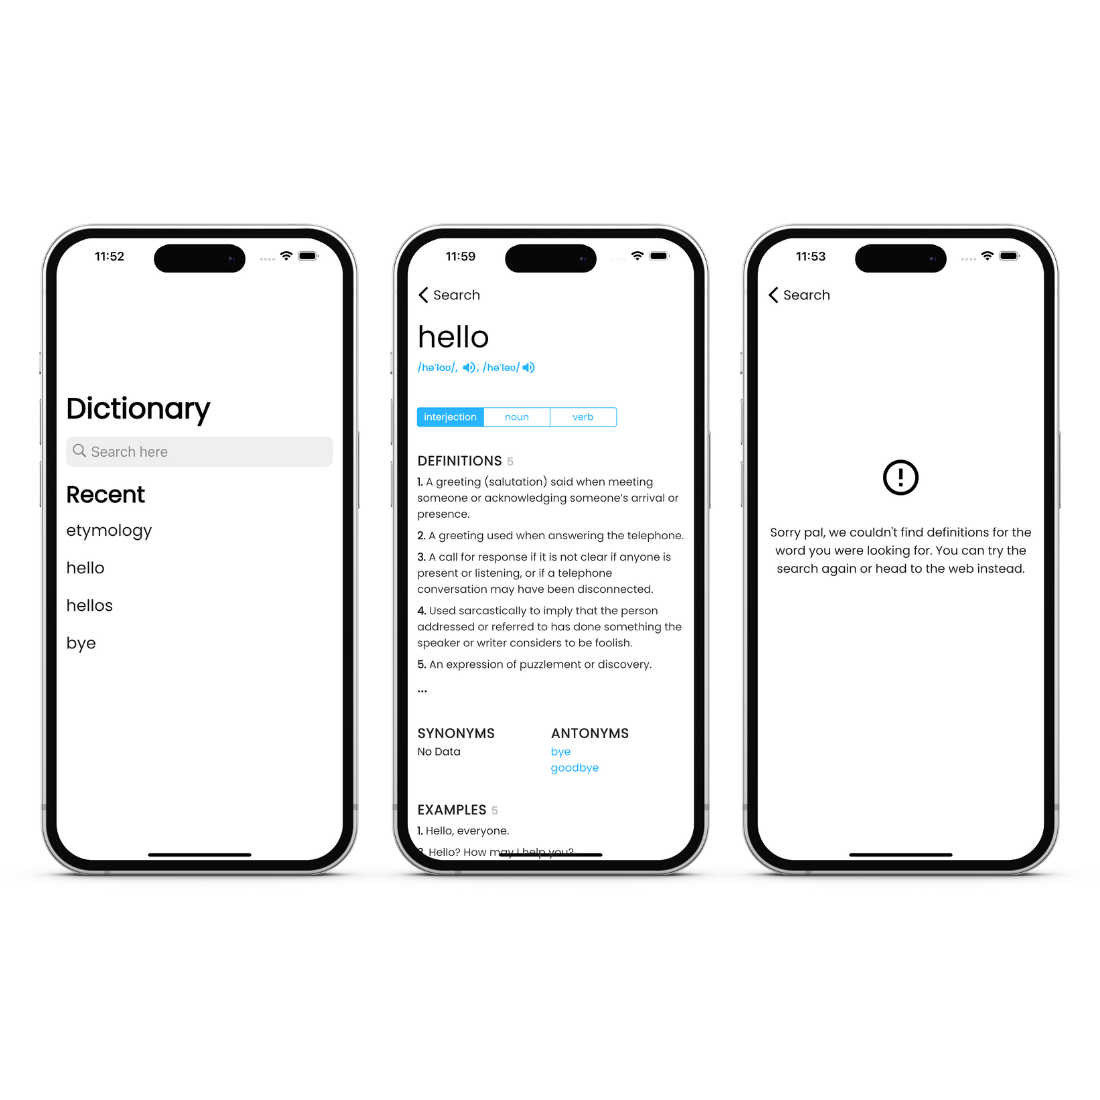 11:52
Dictionary
Search here
Recent
etymology
hello
hellos
bye
11:59
Search
hello
/həˈloʊ/, , /həˈləʊ/
interjection noun verb
DEFINITIONS 5
1. A greeting (salutation) said when meeting
someone or acknowledging someone’s arrival or
presence.
2. A greeting used when answering the telephone.
3. A call for response if it is not clear if anyone is
present or listening, or if a telephone
conversation may have been disconnected.
4. Used sarcastically to imply that the person
addressed or referred to has done something the
speaker or writer considers to be foolish.
5. An expression of puzzlement or discovery.
...
SYNONYMS ANTONYMS
No Data bye
goodbye
EXAMPLES 5
1. Hello, everyone.
2. Hello? How may I help you?
11:53
Search
Sorry pal, we couldn't find definitions for the
word you were looking for. You can try the
search again or head to the web instead.